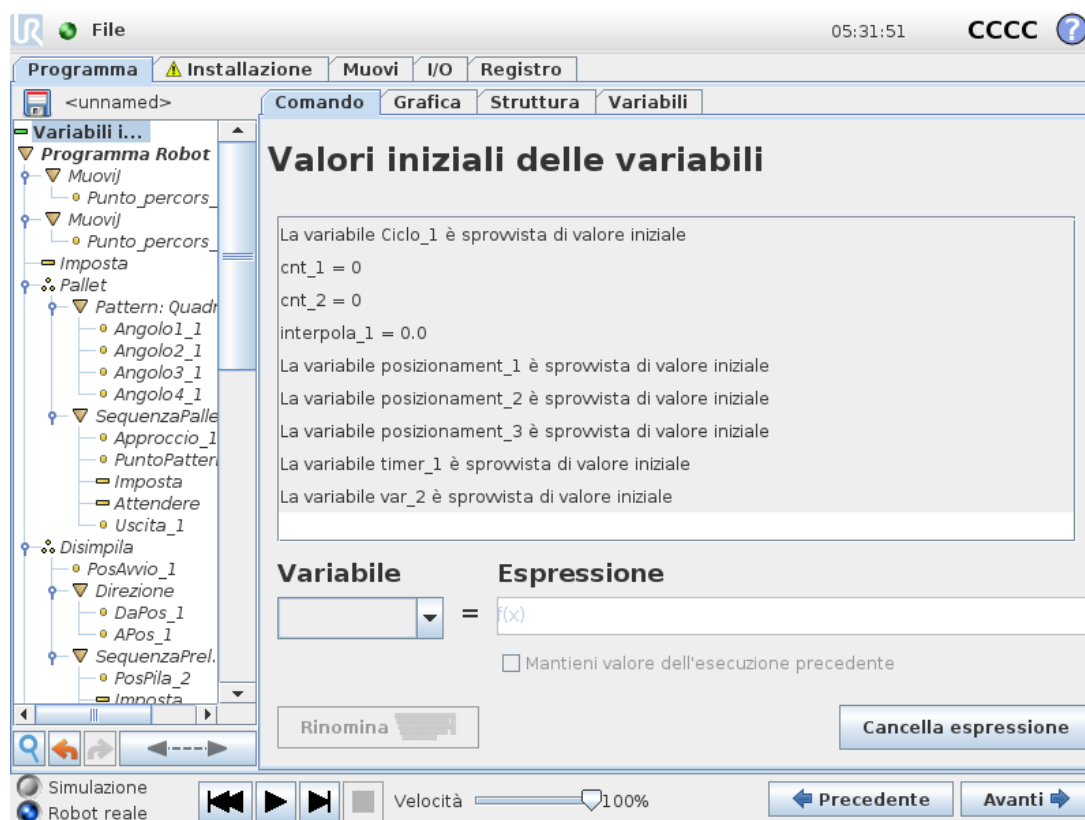 UR File 05:31:51 CCCC ?
Programma Installazione Muovi I/O Registro
<unnamed> Comando Grafica Struttura Variabili
Variabili i...
Programma Robot
MuoviJ
Punto_percors_
MuoviJ
Punto_percors_
Imposta
Pallet
Pattern: Quadr
Angolo1_1
Angolo2_1
Angolo3_1
Angolo4_1
SequenzaPalle
Approccio_1
PuntoPatter
Imposta
Attendere
Uscita_1
Disimpila
PosAvvio_1
Direzione
DaPos_1
APos_1
SequenzaPrel.
PosPila_2
Imposta
Valori iniziali delle variabili
La variabile Ciclo_1 è sprovvista di valore iniziale
cnt_1 = 0
cnt_2 = 0
interpola_1 = 0.0
La variabile posizionament_1 è sprovvista di valore iniziale
La variabile posizionament_2 è sprovvista di valore iniziale
La variabile posizionament_3 è sprovvista di valore iniziale
La variabile timer_1 è sprovvista di valore iniziale
La variabile var_2 è sprovvista di valore iniziale
Variabile Espressione
= f(x)
Mantieni valore dell'esecuzione precedente
Rinomina Cancella espressione
Simulazione
Robot reale
Velocità 100% Precedente Avanti